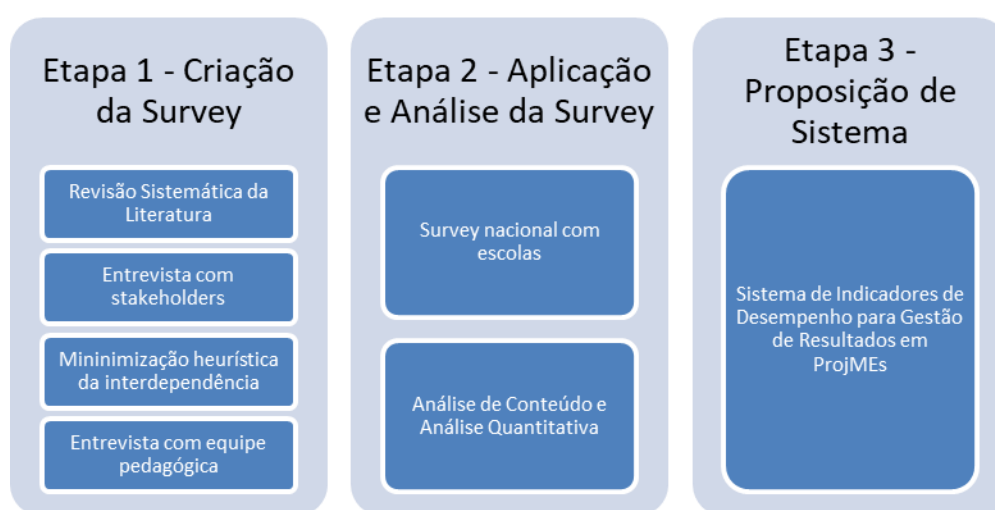 Etapa 1 - Criação
da Survey
Revisão Sistemática da
Literatura
Entrevista com
stakeholders
Mininimização heurística
da interdependência
Entrevista com equipe
pedagógica
Etapa 2 - Aplicação
e Análise da Survey
Survey nacional com
escolas
Análise de Conteúdo e
Análise Quantitativa
Etapa 3 -
Proposição de
Sistema
Sistema de Indicadores de
Desempenho para Gestão
de Resultados em
ProjMEs